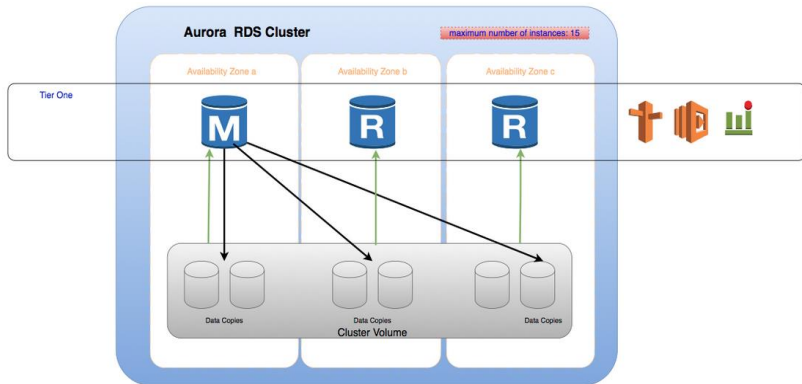 Aurora RDS Cluster
maximum number of instances: 15
Availability Zone a
Availability Zone b
Availability Zone c
Tier One
M
R
R
Data Copies
Data Copies
Data Copies
Cluster Volume